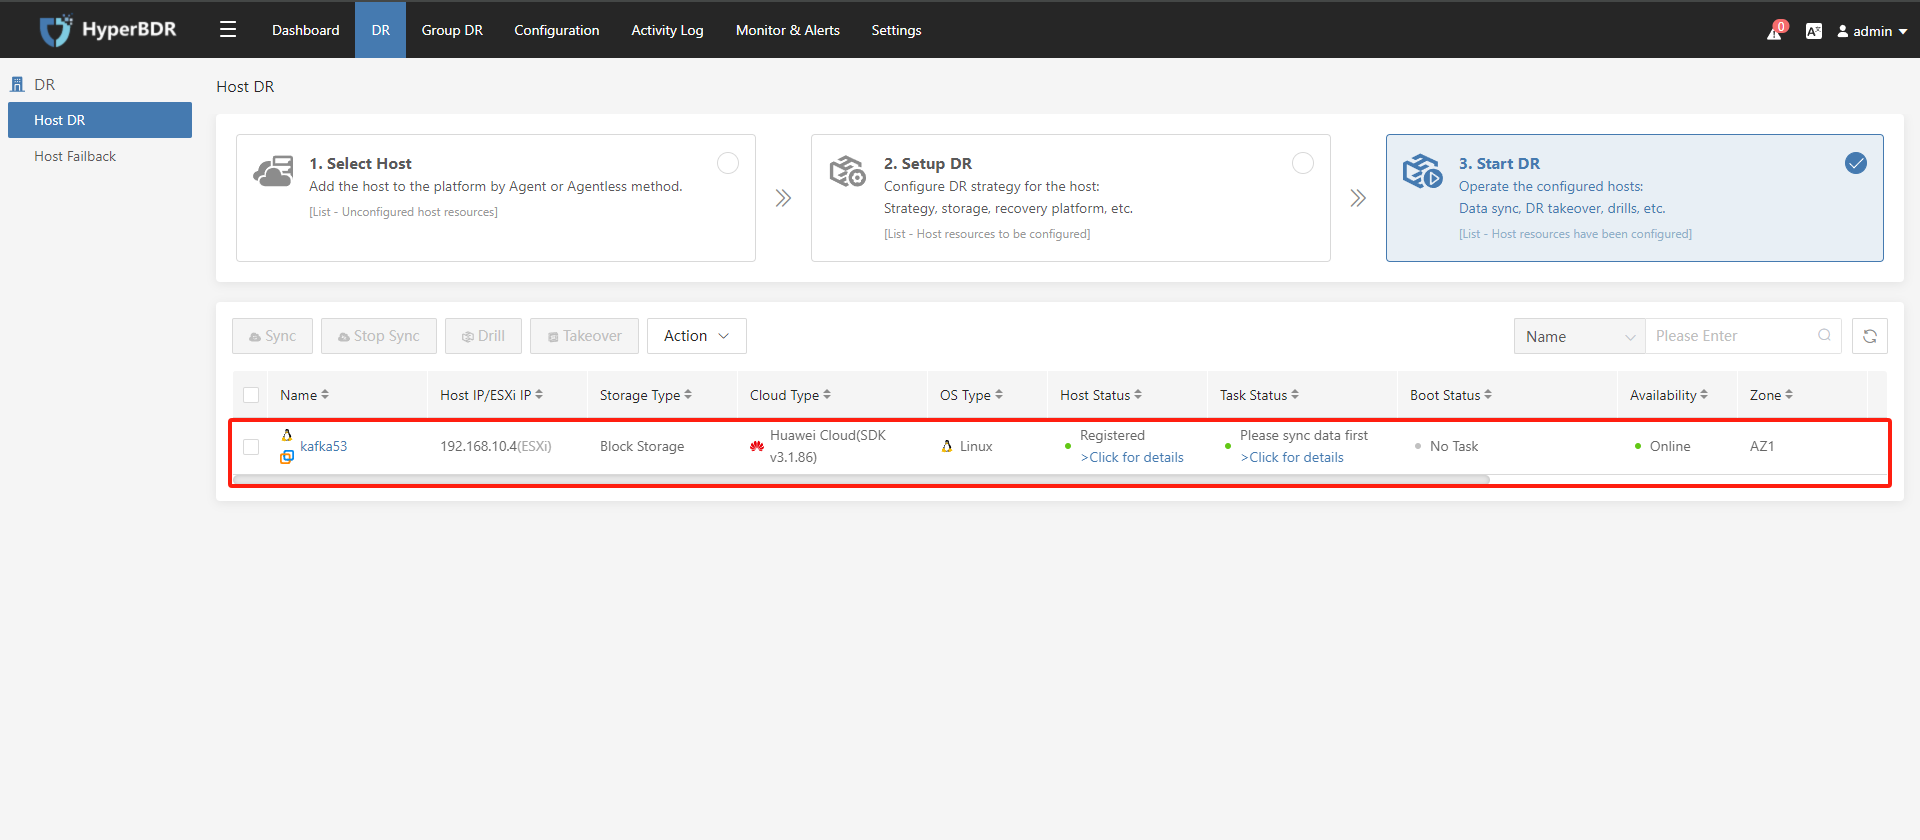 HyperBDR
Dashboard
DR
Group DR
Configuration
Activity Log
Monitor & Alerts
Settings
0
admin
DR
Host DR
Host Failback
Host DR
1. Select Host
Add the host to the platform by Agent or Agentless method.
[List - Unconfigured host resources]
2. Setup DR
Configure DR strategy for the host:
Strategy, storage, recovery platform, etc.
[List - Host resources to be configured]
3. Start DR
Operate the configured hosts:
Data sync, DR takeover, drills, etc.
[List - Host resources have been configured]
Sync
Stop Sync
Drill
Takeover
Action
Name
Please Enter
Name
Host IP/ESXi IP
Storage Type
Cloud Type
OS Type
Host Status
Task Status
Boot Status
Availability
Zone
kafka53
192.168.10.4(ESXi)
Block Storage
Huawei Cloud(SDK
v3.1.86)
Linux
Registered
>Click for details
Please sync data first
>Click for details
No Task
Online
AZ1